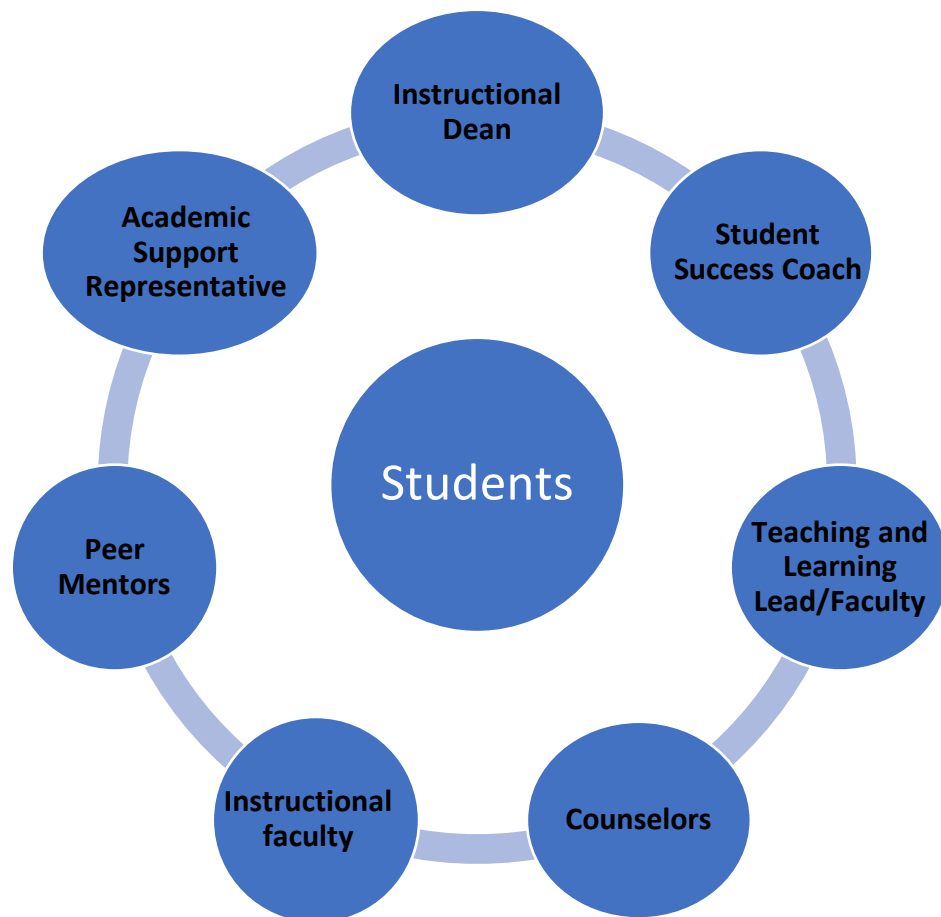 Instructional
Dean
Student
Success Coach
Teaching and
Learning
Lead/Faculty
Counselors
Instructional
faculty
Peer
Mentors
Academic
Support
Representative
Students